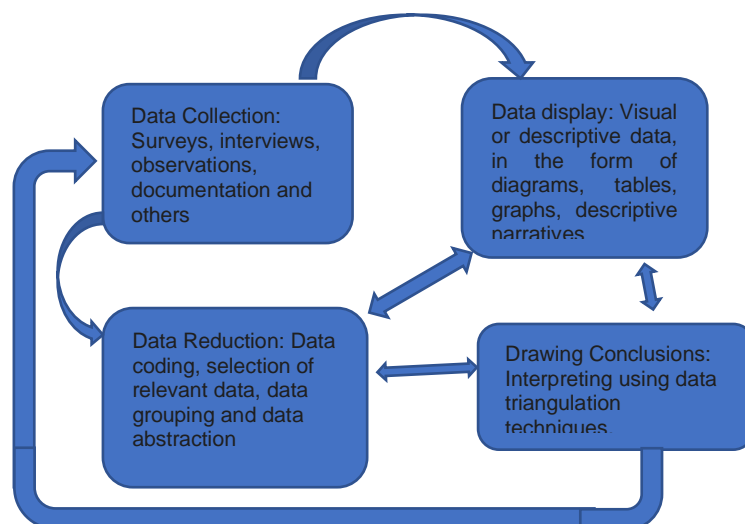 Data Collection:
Surveys, interviews,
observations,
documentation and
others
Data display: Visual
or descriptive data,
in the form of
diagrams, tables,
graphs, descriptive
narratives
Data Reduction: Data
coding, selection of
relevant data, data
grouping and data
abstraction
Drawing Conclusions:
Interpreting using data
triangulation
techniques.